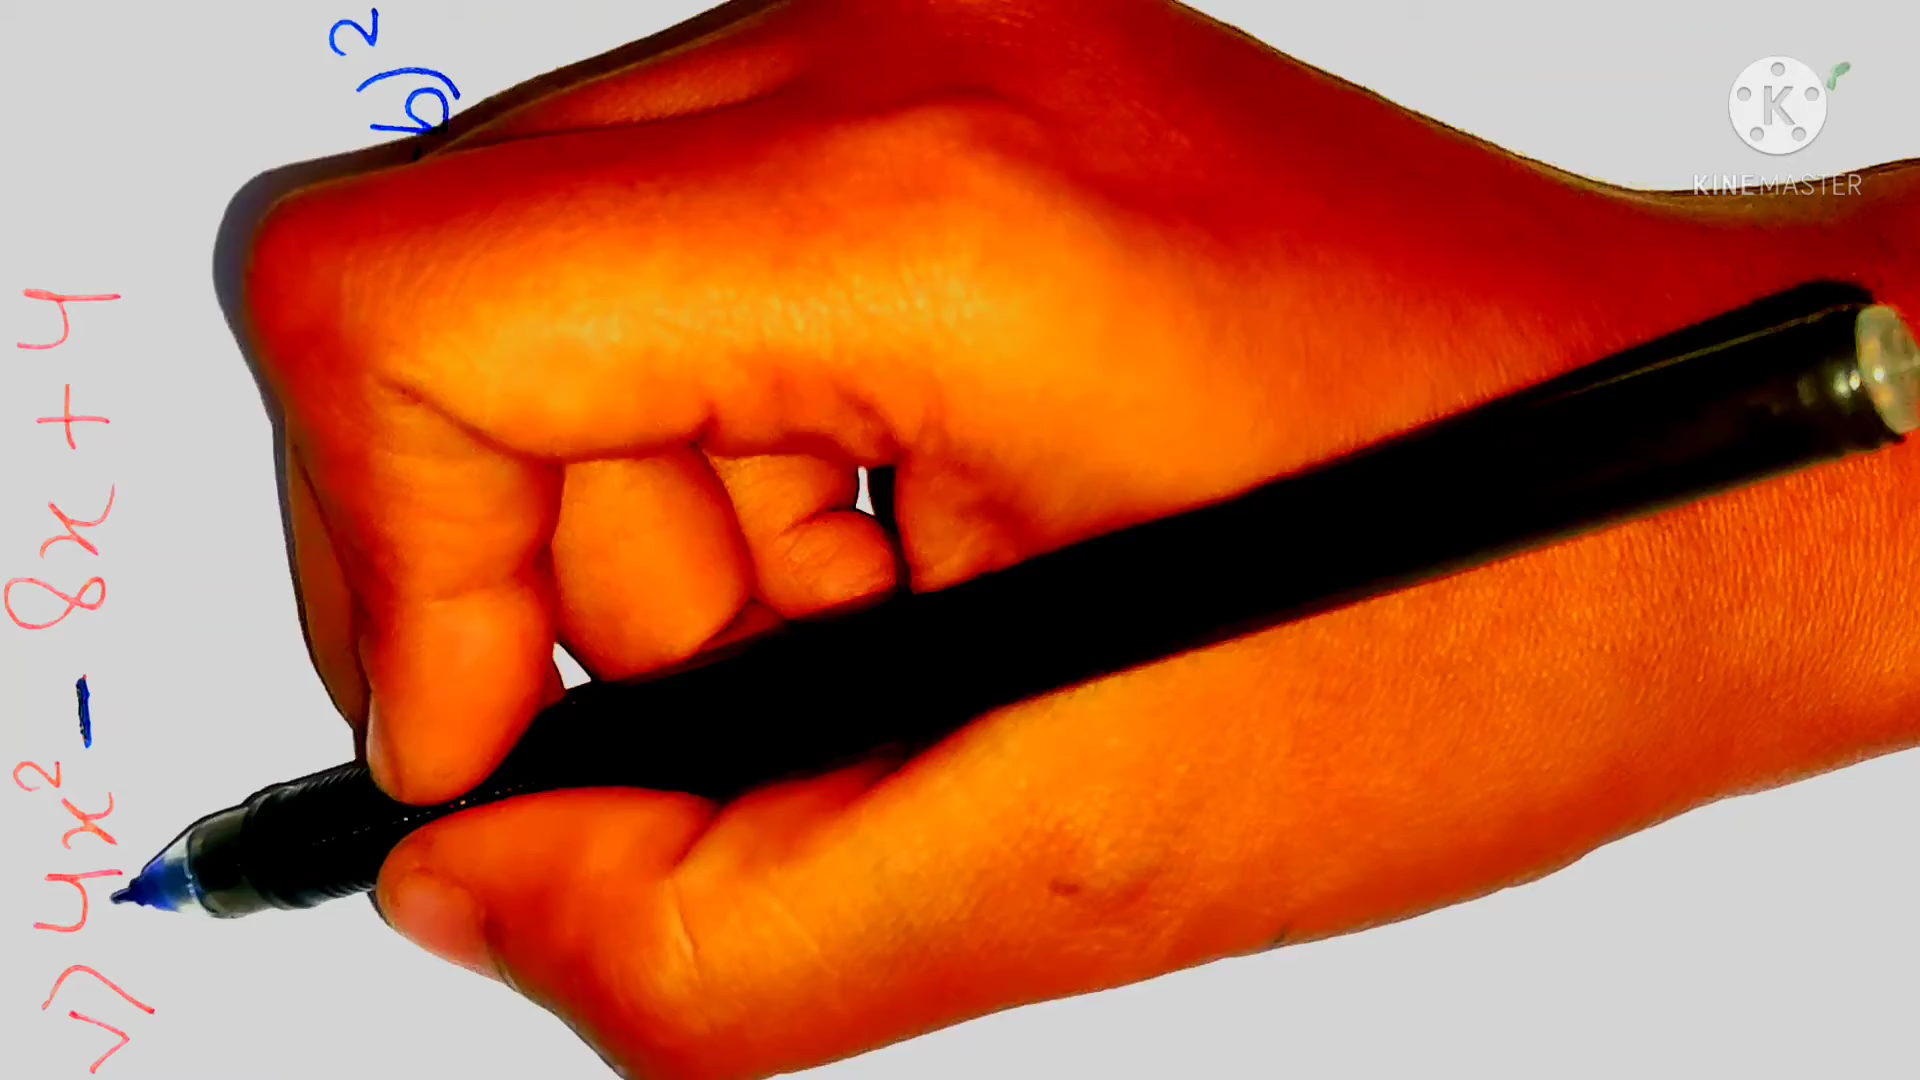 v) 4x² - 8x + 4
b)²
KINEMASTER